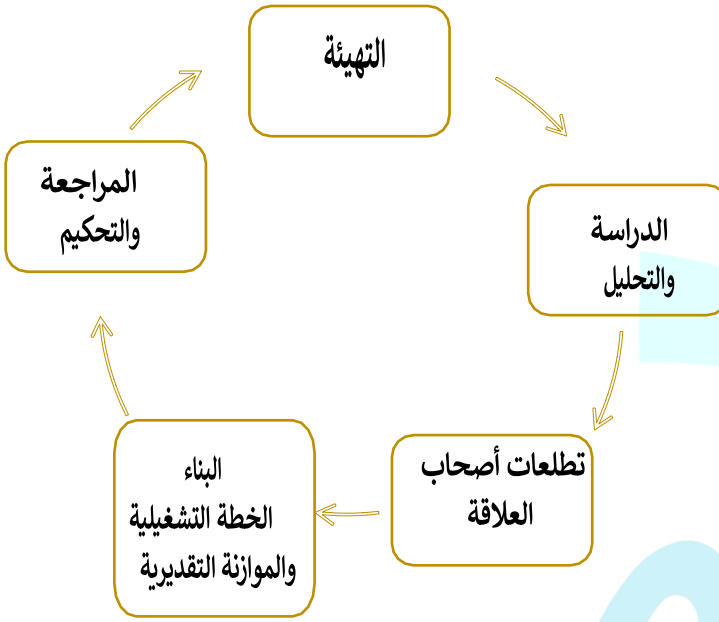 التهيئة
الدراسة
والتحليل
تطلعات أصحاب
العلاقة
البناء
الخطة التشغيلية
والموازنة التقديرية
المراجعة
والتحكيم